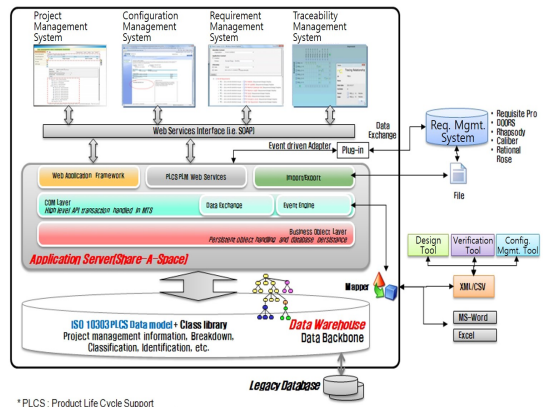 Project
Management
System
Configuration
Management
System
Requirement
Management
System
Traceability
Management
System
Web Services Interface (i.e. SOAP)
Data
Exchange
Event driven Adapter
Plug-in
Req. Mgmt.
System
• Requisite Pro
• DOORS
• Rhapsody
• Caliber
• Rational
Rose
File
Web Application Framework
PLCS PLM Web Services
Import/Export
COM Layer
High level API transaction handled in MTS
Data Exchange
Event Engine
Business Object Layer
Persistent object handling and database persistance
Application Server(Share-A-Space)
Mapper
Design
Tool
Verification
Tool
Config.
Mgmt. Tool
XMI/CSV
MS-Word
Excel
ISO 10303 PLCS Data model + Class library
Project management information, Breakdown,
Classification, Identification, etc.
Data Warehouse
Data Backbone
Legacy Database
* PLCS : Product Life Cycle Support